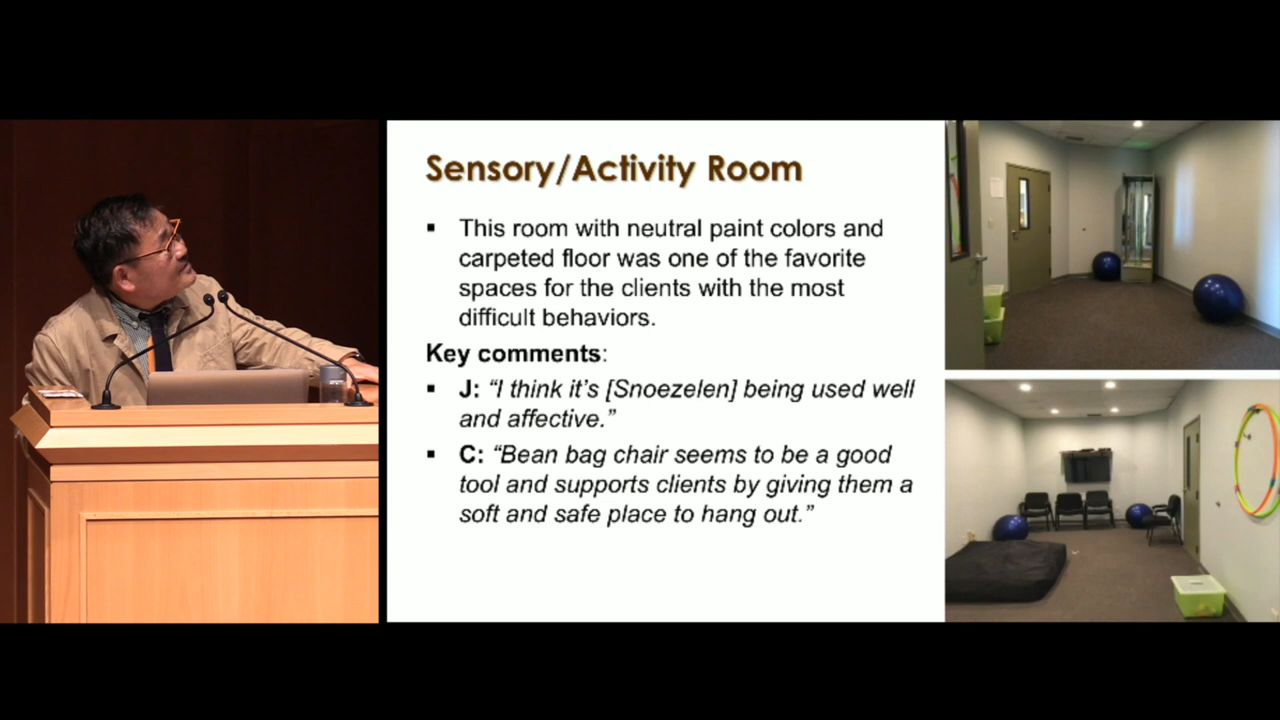 Sensory/Activity Room
▪ This room with neutral paint colors and
carpeted floor was one of the favorite
spaces for the clients with the most
difficult behaviors.
Key comments:
▪ J: “I think it’s [Snoezelen] being used well
and affective.”
▪ C: “Bean bag chair seems to be a good
tool and supports clients by giving them a
soft and safe place to hang out.”